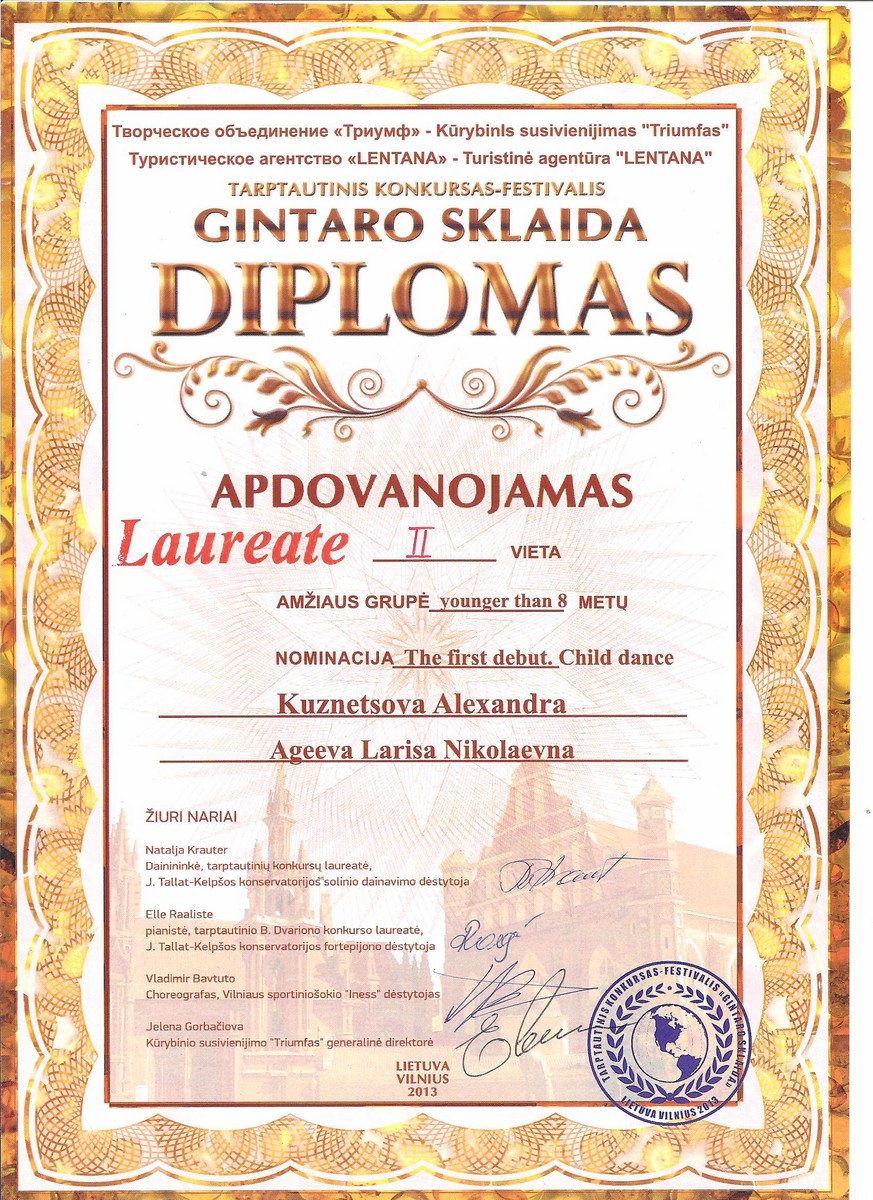 Творческое объединение «Триумф» - KūrybinIs susivienijimas "Triumfas"
Туристическое агентство «LENTANA» - Turistinė agentūra "LENTANA"
TARPTAUTINIS KONKURSAS-FESTIVALIS
GINTARO SKLAIDA
DIPLOMAS
APDOVANOJAMAS
Laureate II VIETA
AMŽIAUS GRUPĖ younger than 8 METŲ
NOMINACIJA The first debut. Child dance
Kuznetsova Alexandra
Ageeva Larisa Nikolaevna
ŽIURI NARIAI
Natalja Krauter
Dainininkė, tarptautinių konkursų laureatė,
J. Tallat-Kelpšos konservatorijos solinio dainavimo dėstytoja
Elle Raaliste
pianistė, tarptautinio B. Dvariono konkurso laureatė,
J. Tallat-Kelpšos konservatorijos fortepijono dėstytoja
Vladimir Bavtuto
Choreografas, Vilniaus sportiniošokio "Iness" dėstytojas
Jelena Gorbačiova
Kūrybinio susivienijimo "Triumfas" generalinė direktorė
LIETUVA
VILNIUS
2013
TARPTAUTINIS KONKURSAS-FESTIVALIS «GINTARO SKLAIDA»
LIETUVA VILNIUS 2013